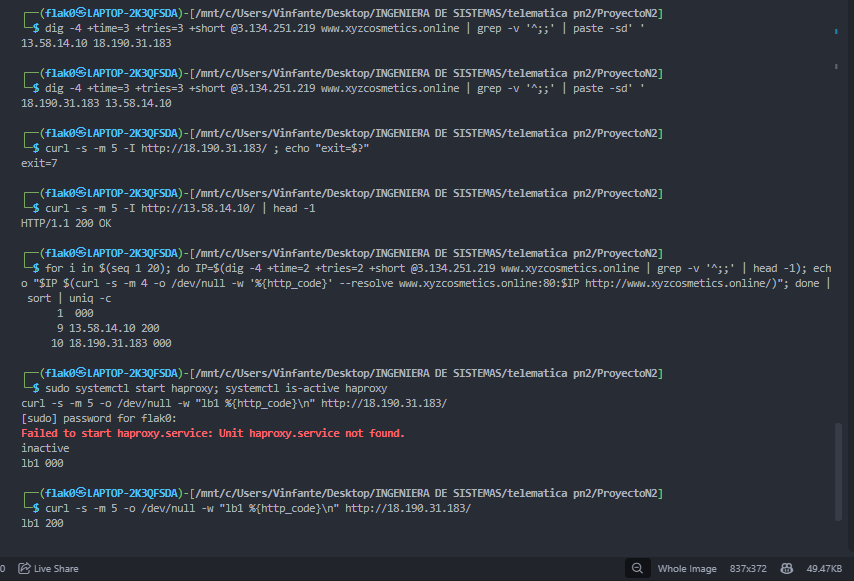 ┌──(flak0㉿LAPTOP-2K3QFSDA)-[/mnt/c/Users/Vinfante/Desktop/INGENIERA DE SISTEMAS/telematica pn2/ProyectoN2]
└─$ dig -4 +time=3 +tries=3 +short @3.134.251.219 www.xyzcosmetics.online | grep -v '^;;' | paste -sd' '
13.58.14.10 18.190.31.183
┌──(flak0㉿LAPTOP-2K3QFSDA)-[/mnt/c/Users/Vinfante/Desktop/INGENIERA DE SISTEMAS/telematica pn2/ProyectoN2]
└─$ dig -4 +time=3 +tries=3 +short @3.134.251.219 www.xyzcosmetics.online | grep -v '^;;' | paste -sd' '
18.190.31.183 13.58.14.10
┌──(flak0㉿LAPTOP-2K3QFSDA)-[/mnt/c/Users/Vinfante/Desktop/INGENIERA DE SISTEMAS/telematica pn2/ProyectoN2]
└─$ curl -s -m 5 -I http://18.190.31.183/ ; echo "exit=$?"
exit=7
┌──(flak0㉿LAPTOP-2K3QFSDA)-[/mnt/c/Users/Vinfante/Desktop/INGENIERA DE SISTEMAS/telematica pn2/ProyectoN2]
└─$ curl -s -m 5 -I http://13.58.14.10/ | head -1
HTTP/1.1 200 OK
┌──(flak0㉿LAPTOP-2K3QFSDA)-[/mnt/c/Users/Vinfante/Desktop/INGENIERA DE SISTEMAS/telematica pn2/ProyectoN2]
└─$ for i in $(seq 1 20); do IP=$(dig -4 +time=2 +tries=2 +short @3.134.251.219 www.xyzcosmetics.online | grep -v '^;;' | head -1); ech
o "$IP $(curl -s -m 4 -o /dev/null -w '%{http_code}' --resolve www.xyzcosmetics.online:80:$IP http://www.xyzcosmetics.online/)"; done |
sort | uniq -c
1  000
9 13.58.14.10 200
10 18.190.31.183 000
┌──(flak0㉿LAPTOP-2K3QFSDA)-[/mnt/c/Users/Vinfante/Desktop/INGENIERA DE SISTEMAS/telematica pn2/ProyectoN2]
└─$ sudo systemctl start haproxy; systemctl is-active haproxy
curl -s -m 5 -o /dev/null -w "lb1 %{http_code}\n" http://18.190.31.183/
[sudo] password for flak0:
Failed to start haproxy.service: Unit haproxy.service not found.
inactive
lb1 000
┌──(flak0㉿LAPTOP-2K3QFSDA)-[/mnt/c/Users/Vinfante/Desktop/INGENIERA DE SISTEMAS/telematica pn2/ProyectoN2]
└─$ curl -s -m 5 -o /dev/null -w "lb1 %{http_code}\n" http://18.190.31.183/
lb1 200
0 Live Share Whole Image 837x372 49.47KB